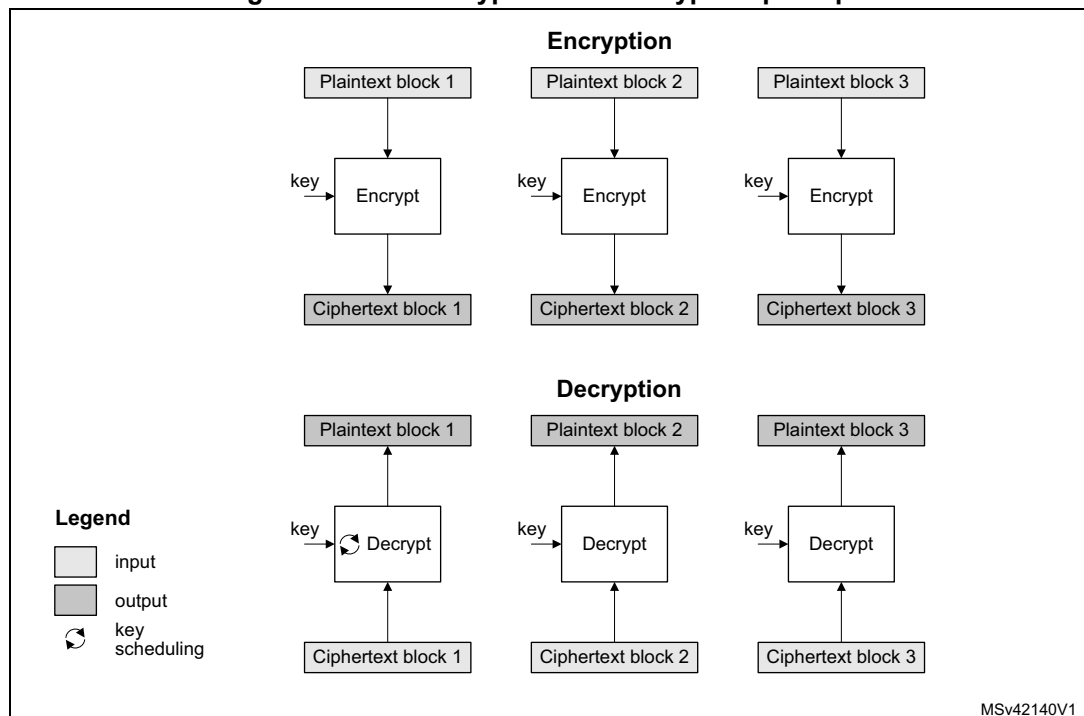 Encryption
Plaintext block 1 Plaintext block 2 Plaintext block 3
key Encrypt key Encrypt key Encrypt
Ciphertext block 1 Ciphertext block 2 Ciphertext block 3
Decryption
Plaintext block 1 Plaintext block 2 Plaintext block 3
Legend
key Decrypt key Decrypt key Decrypt
input
output
key
scheduling
Ciphertext block 1 Ciphertext block 2 Ciphertext block 3
MSv42140V1